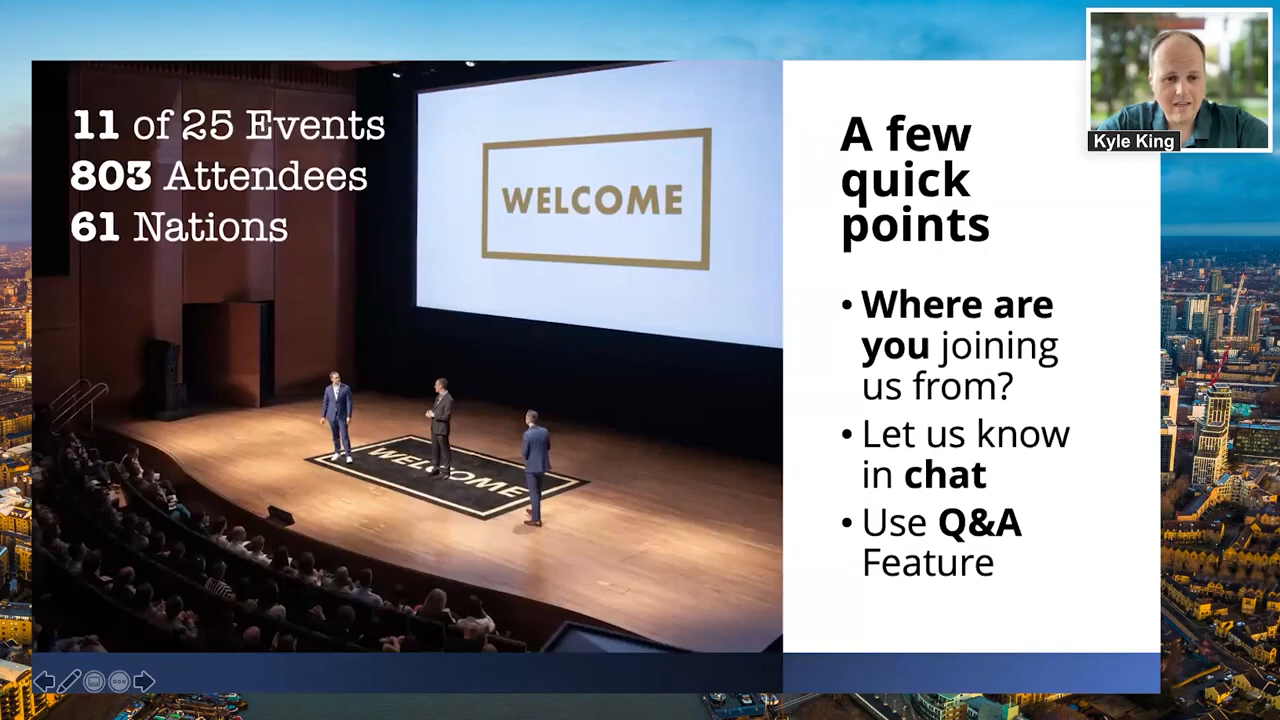 11 of 25 Events
803 Attendees
61 Nations
WELCOME
WELCOME
A few
quick
points
• Where are
you joining
us from?
• Let us know
in chat
• Use Q&A
Feature
Kyle King